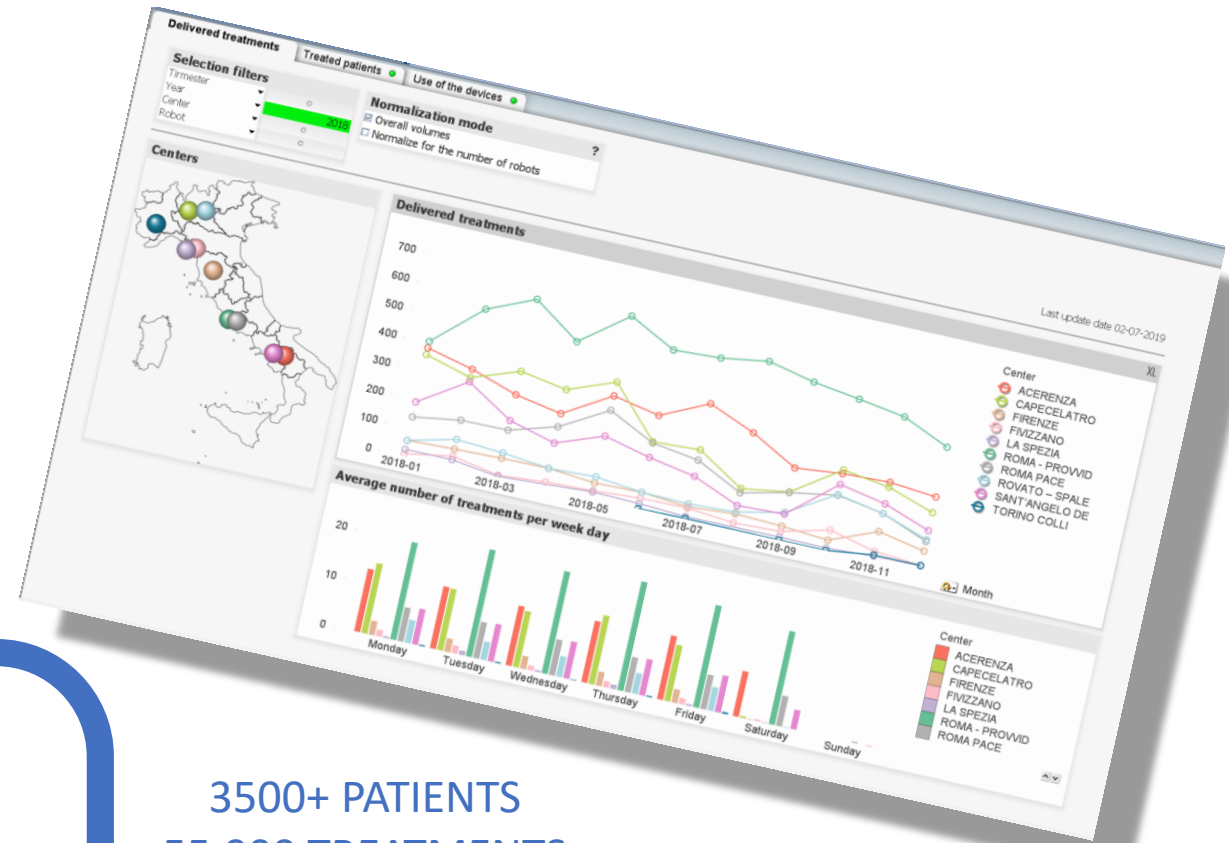 Delivered treatments
Treated patients
Use of the devices
Selection filters
Tirmester
Year
Center
Robot
2018
Normalization mode
?
Overall volumes
Normalize for the number of robots
Last update date 02-07-2019
Centers
Delivered treatments
XL
700
600
500
400
300
200
100
0
2018-01
2018-03
2018-05
2018-07
2018-09
2018-11
Month
Center
ACERENZA
CAPECELATRO
FIRENZE
FIVIZZANO
LA SPEZIA
ROMA - PROVVID
ROMA PACE
ROVATO – SPALE
SANT'ANGELO DE
TORINO COLLI
Average number of treatments per week day
20
10
0
Monday
Tuesday
Wednesday
Thursday
Friday
Saturday
Sunday
Center
ACERENZA
CAPECELATRO
FIRENZE
FIVIZZANO
LA SPEZIA
ROMA - PROVVID
ROMA PACE
3500+ PATIENTS
TREATMENTS